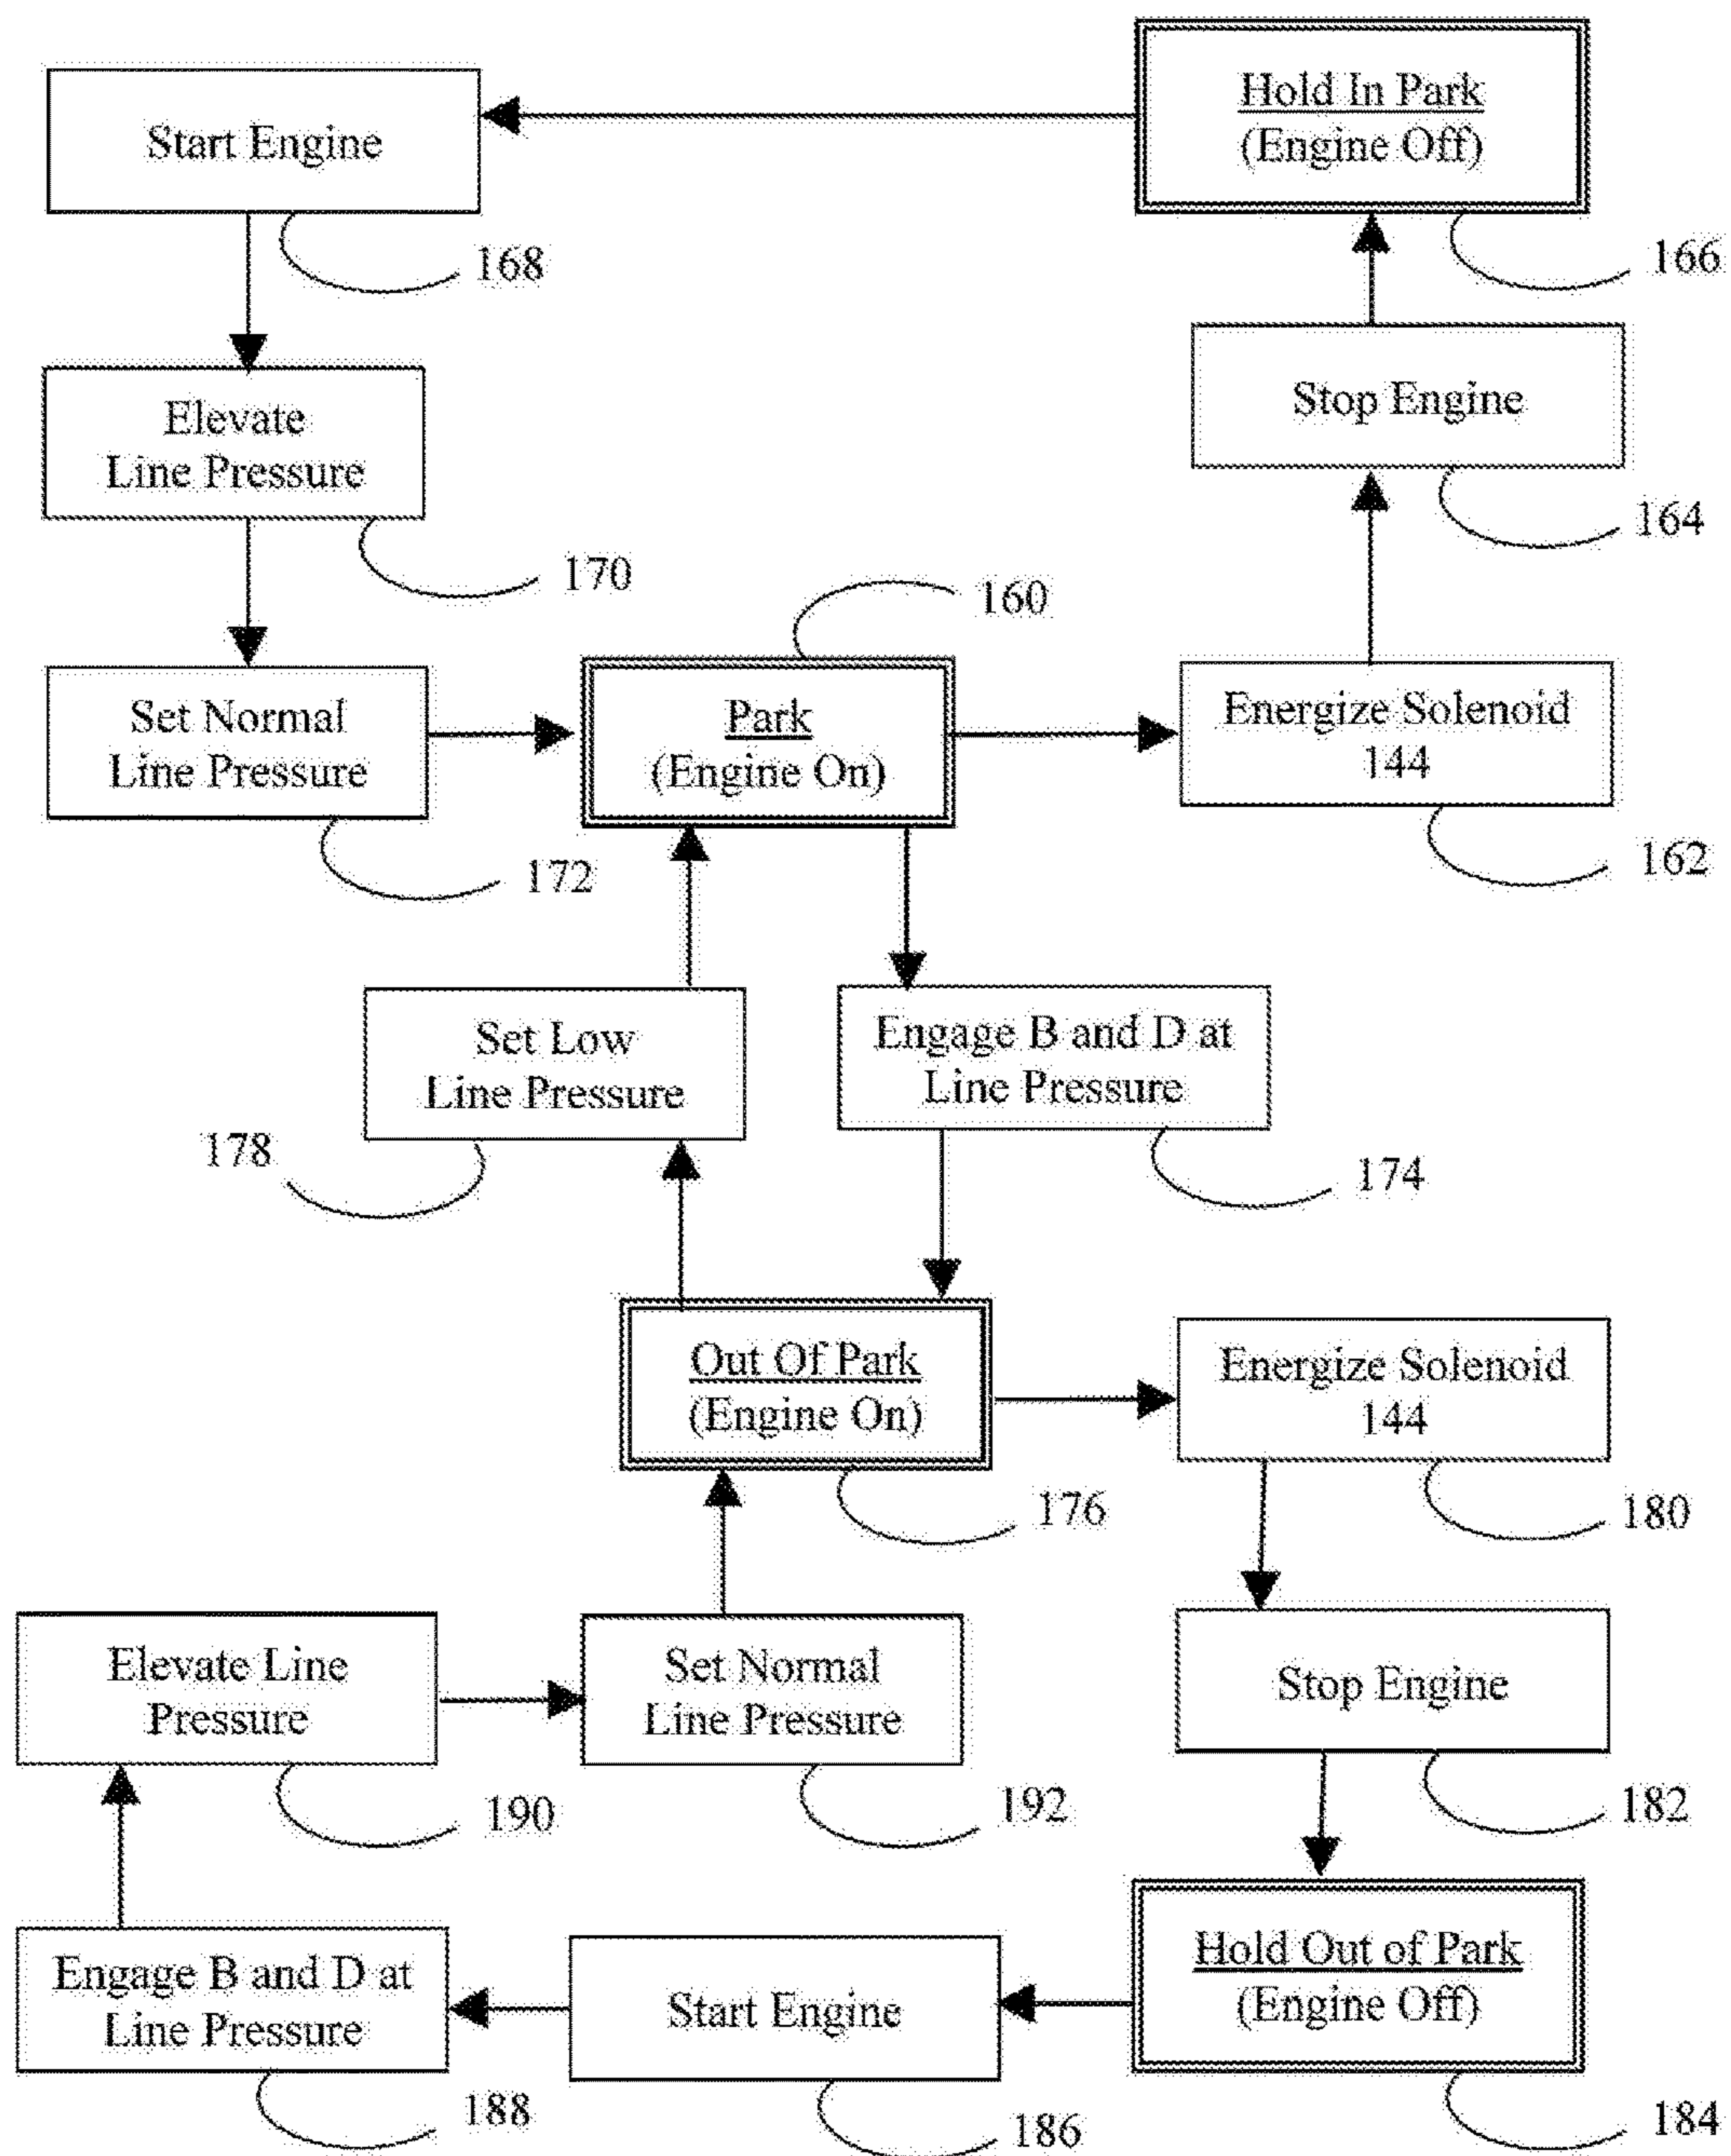 Hold In Park
(Engine Off)
166
Start Engine
168
Stop Engine
164
Elevate
Line Pressure
170
160
Set Normal
Line Pressure
172
Park
(Engine On)
Energize Solenoid
144
162
Set Low
Line Pressure
178
Engage B and D at
Line Pressure
174
Out Of Park
(Engine On)
176
Energize Solenoid
144
180
Elevate Line
Pressure
190
Set Normal
Line Pressure
192
Stop Engine
182
Engage B and D at
Line Pressure
188
Start Engine
186
Hold Out of Park
(Engine Off)
184